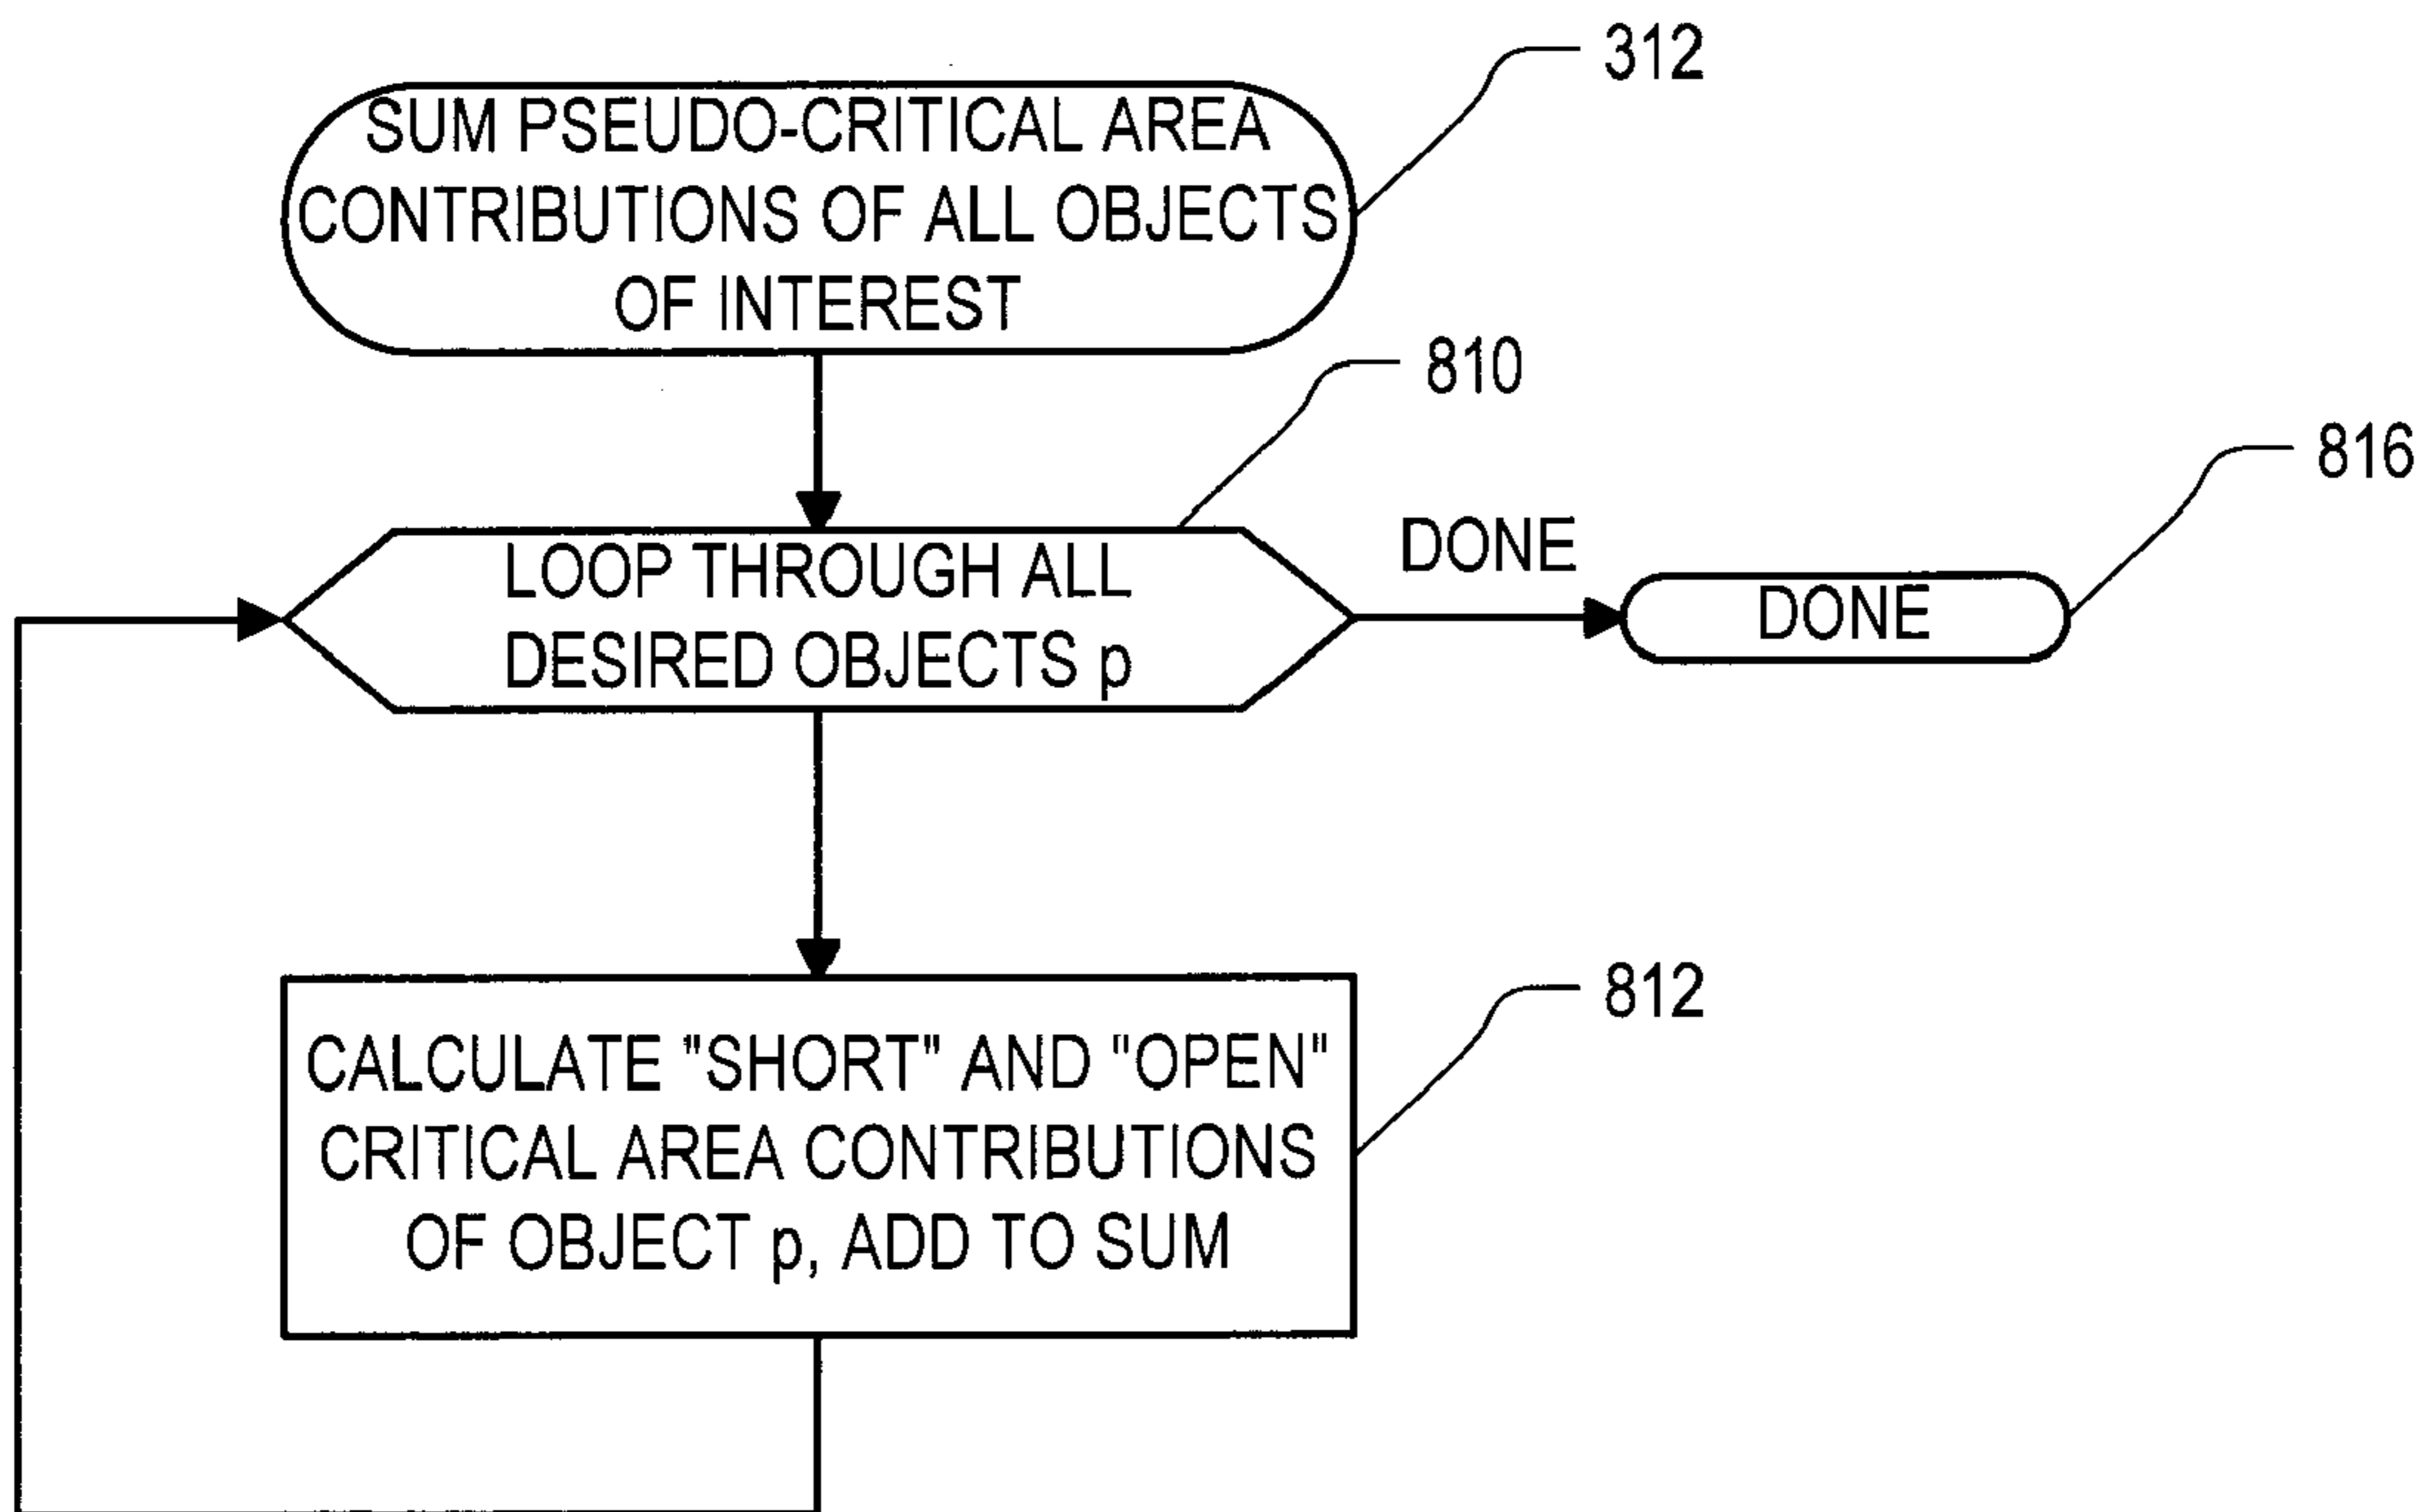 312
SUM PSEUDO-CRITICAL AREA
CONTRIBUTIONS OF ALL OBJECTS
OF INTEREST
810
816
LOOP THROUGH ALL
DESIRED OBJECTS p
DONE
DONE
812
CALCULATE "SHORT" AND "OPEN"
CRITICAL AREA CONTRIBUTIONS
OF OBJECT p, ADD TO SUM